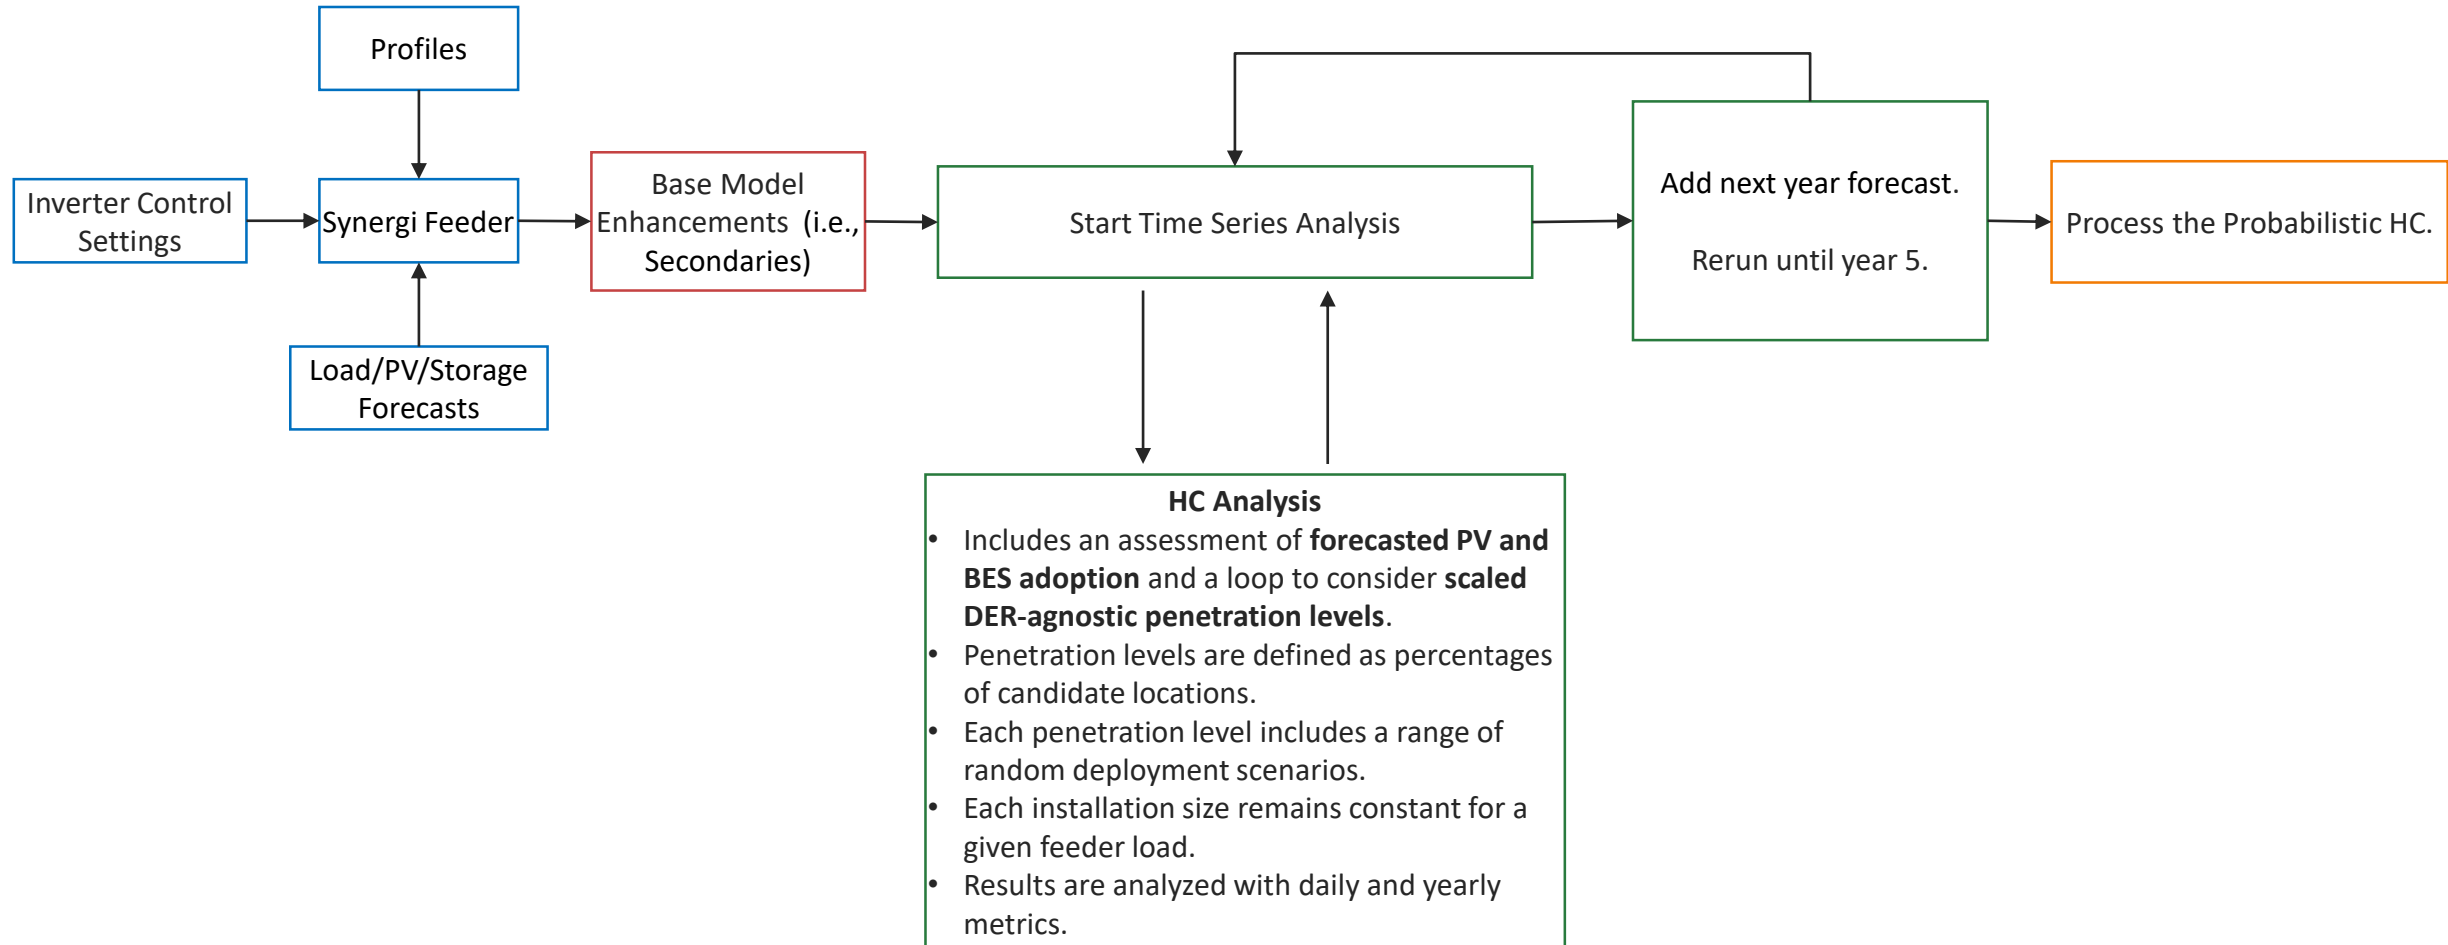 Profiles
Inverter Control
Settings
Synergi Feeder
Load/PV/Storage
Forecasts
Base Model
Enhancements (i.e.,
Secondaries)
Start Time Series Analysis
Add next year forecast.
Rerun until year 5.
Process the Probabilistic HC.
HC Analysis
• Includes an assessment of forecasted PV and
BES adoption and a loop to consider scaled
DER-agnostic penetration levels.
• Penetration levels are defined as percentages
of candidate locations.
• Each penetration level includes a range of
random deployment scenarios.
• Each installation size remains constant for a
given feeder load.
• Results are analyzed with daily and yearly
metrics.